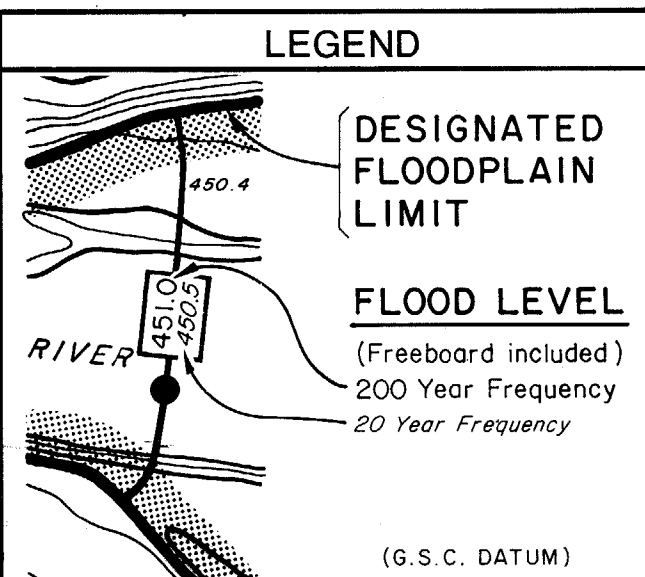 LEGEND
DESIGNATED
FLOODPLAIN
LIMIT
450.4
451.0
450.5
RIVER
FLOOD LEVEL
(Freeboard included)
200 Year Frequency
20 Year Frequency
(G.S.C. DATUM)